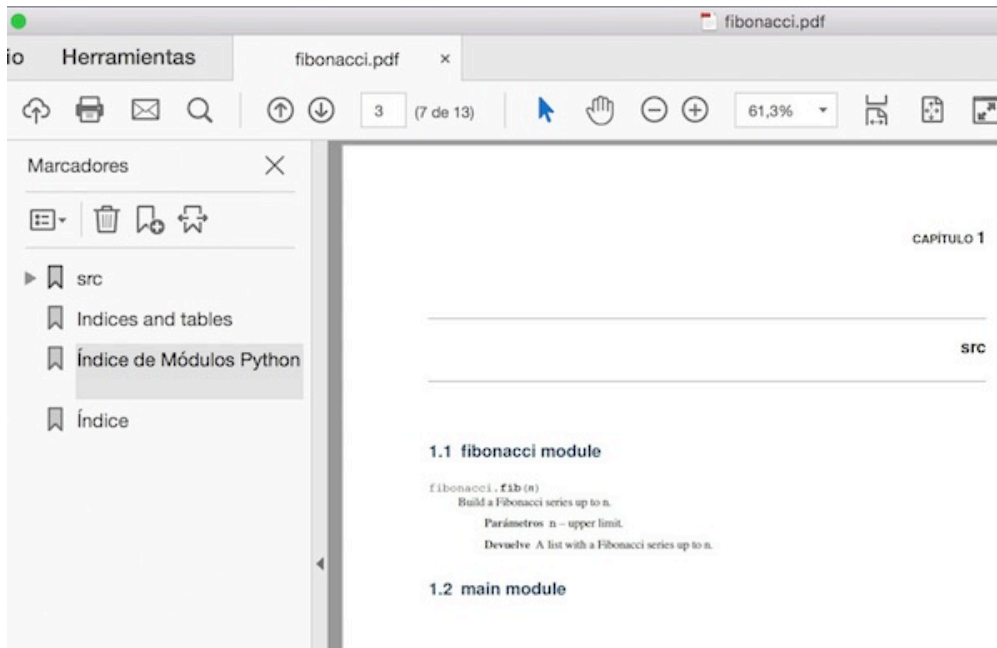 fibonacci.pdf
io Herramientas fibonacci.pdf ×
3 (7 de 13) 61,3%
Marcadores
src
Indices and tables
Índice de Módulos Python
Índice
CAPÍTULO 1
src
1.1 fibonacci module
fibonacci.fib(n)
Build a Fibonacci series up to n.
Parámetros n – upper limit.
Devuelve A list with a Fibonacci series up to n.
1.2 main module